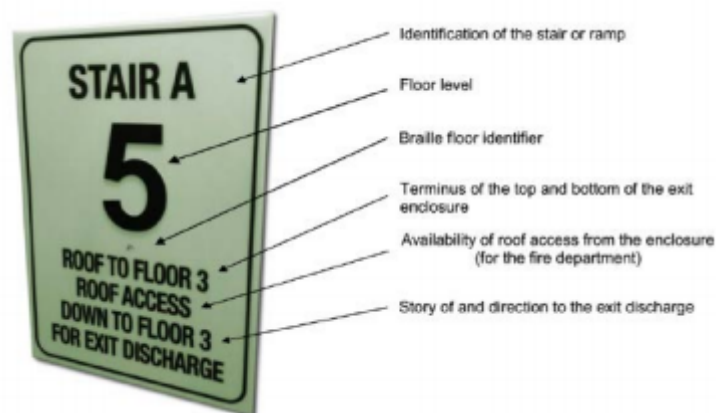 STAIR A
5
ROOF TO FLOOR 3
ROOF ACCESS
DOWN TO FLOOR 3
FOR EXIT DISCHARGE
Identification of the stair or ramp
Floor level
Braille floor identifier
Terminus of the top and bottom of the exit
enclosure
Availability of roof access from the enclosure
(for the fire department)
Story of and direction to the exit discharge